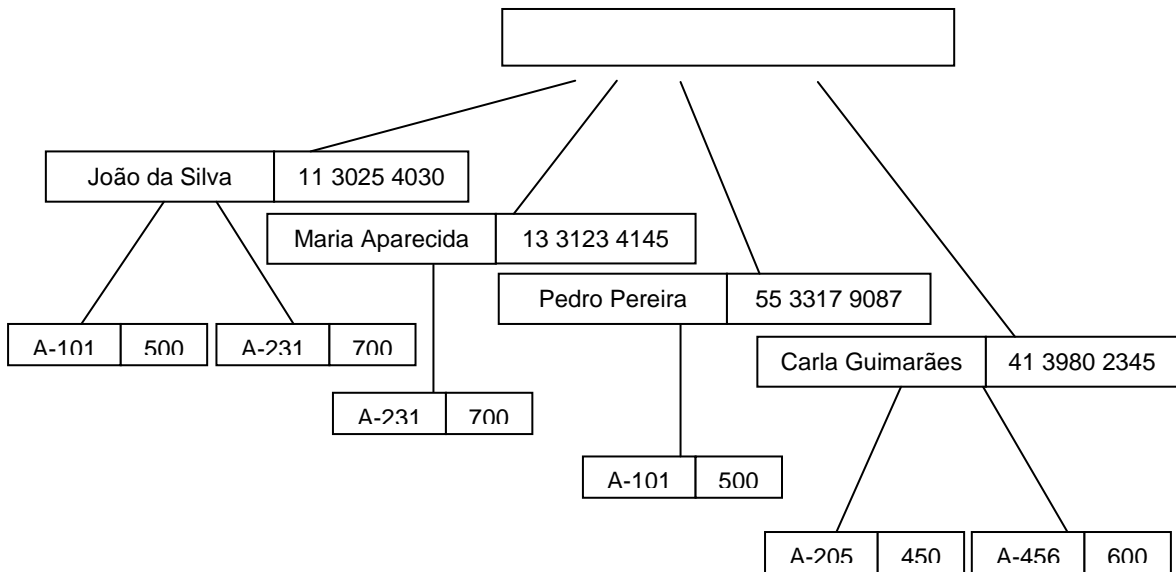 João da Silva 11 3025 4030
Maria Aparecida 13 3123 4145
Pedro Pereira 55 3317 9087
A-101 500 A-231 700
Carla Guimarães 41 3980 2345
A-231 700
A-101 500
A-205 450 A-456 600